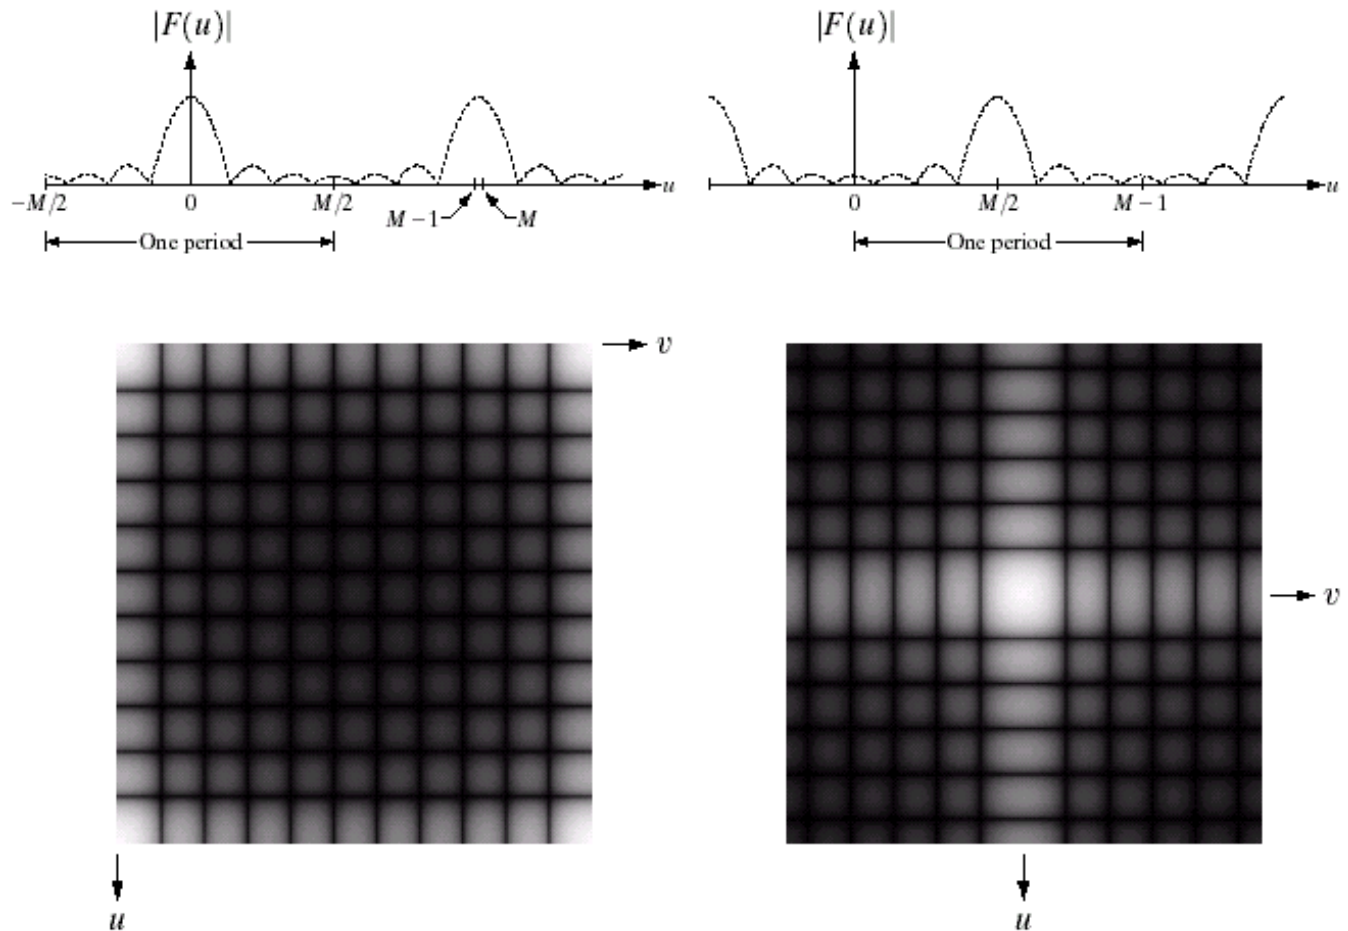 |F(u)|
u
−M/2
0
M/2
M − 1
M
One period
|F(u)|
u
0
M/2
M − 1
One period
v
u
v
u